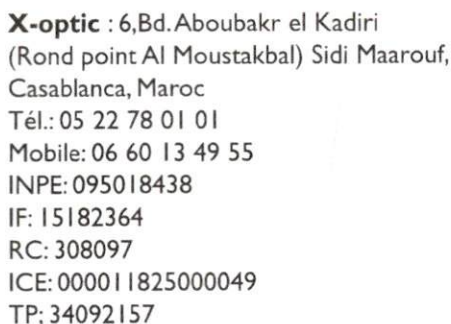 X-optic : 6,Bd.Aboubakr el Kadiri
(Rond point Al Moustakbal) Sidi Maarouf,
Casablanca, Maroc
Tél.: 05 22 78 01 01
Mobile: 06 60 13 49 55
INPE: 095018438
IF: 15182364
RC: 308097
ICE: 000011825000049
TP: 34092157